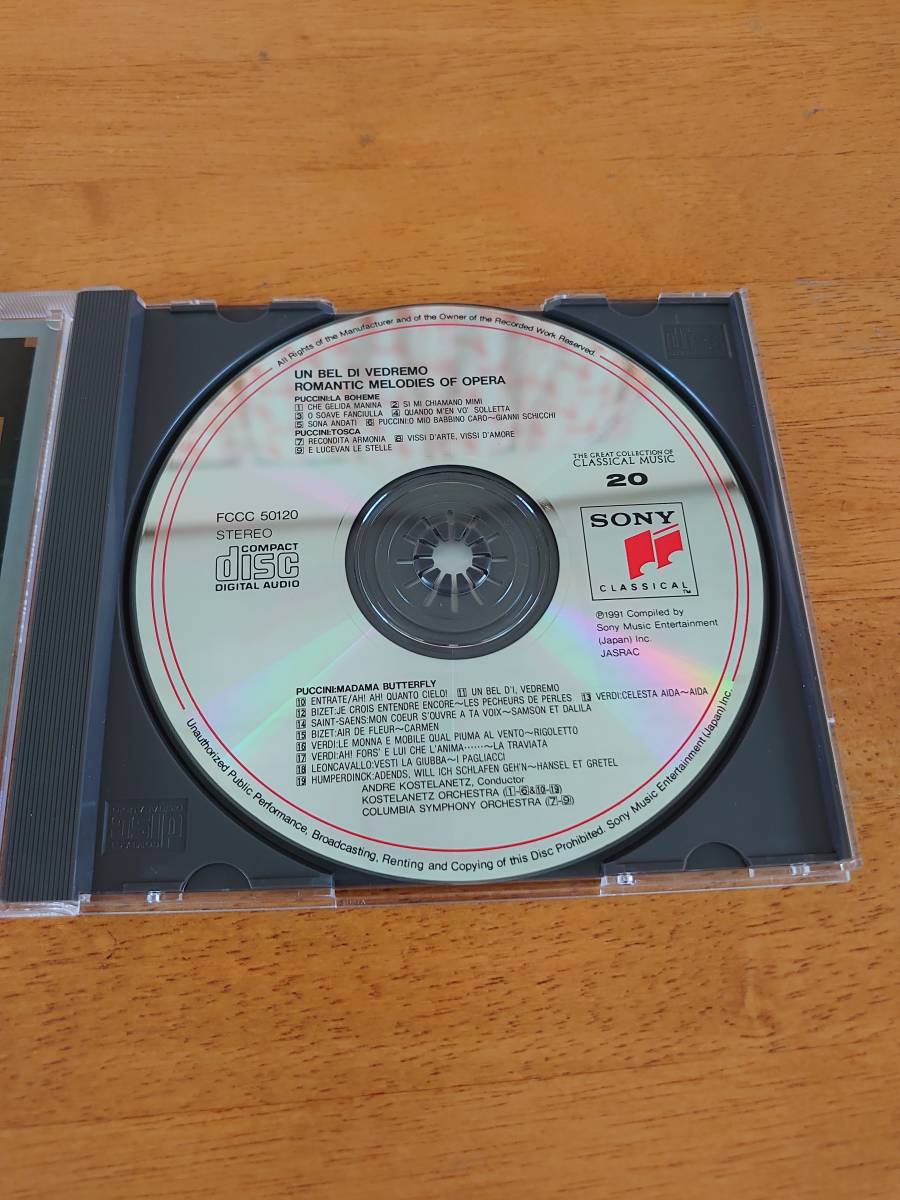 All Rights of the Manufacturer and of the Owner of the Recorded Work Reserved.
UN BEL DI VEDREMO
ROMANTIC MELODIES OF OPERA
PUCCINI:LA BOHEME
1 CHE GELIDA MANINA 2 SI MI CHIAMANO MIMI
3 O SOAVE FANCIULLA 4 QUANDO M'EN VO' SOLLETTA
5 SONA ANDATI 6 PUCCINI:O MIO BABBINO CARO~GIANNI SCHICCHI
PUCCINI:TOSCA
7 RECONDITA ARMONIA 8 VISSI D'ARTE, VISSI D'AMORE
9 E LUCEVAN LE STELLE
THE GREAT COLLECTION OF
CLASSICAL MUSIC
20
FCCC 50120
STEREO
COMPACT
disc
DIGITAL AUDIO
SONY
CLASSICAL
TM
℗1991 Compiled by
Sony Music Entertainment
(Japan) Inc.
JASRAC
PUCCINI:MADAMA BUTTERFLY
10 ENTRATE/AH! AH! QUANTO CIELO! 11 UN BEL D'I, VEDREMO
12 BIZET:JE CROIS ENTENDRE ENCORE~LES PECHEURS DE PERLES 13 VERDI:CELESTA AIDA~AIDA
14 SAINT-SAENS:MON COEUR S'OUVRE A TA VOIX~SAMSON ET DALILA
15 BIZET:AIR DE FLEUR~CARMEN
16 VERDI:LE MONNA E MOBILE QUAL PIUMA AL VENTO~RIGOLETTO
17 VERDI:AH! FORS' E LUI CHE L'ANIMA……~LA TRAVIATA
18 LEONCAVALLO:VESTI LA GIUBBA~I PAGLIACCI
19 HUMPERDINCK:ADENDS, WILL ICH SCHLAFEN GEH'N~HANSEL ET GRETEL
ANDRE KOSTELANETZ, Conductor
KOSTELANETZ ORCHESTRA (1-6&10-19)
COLUMBIA SYMPHONY ORCHESTRA (7-9)
Unauthorized Public Performance, Broadcasting, Renting and Copying of this Disc Prohibited. Sony Music Entertainment (Japan) Inc.